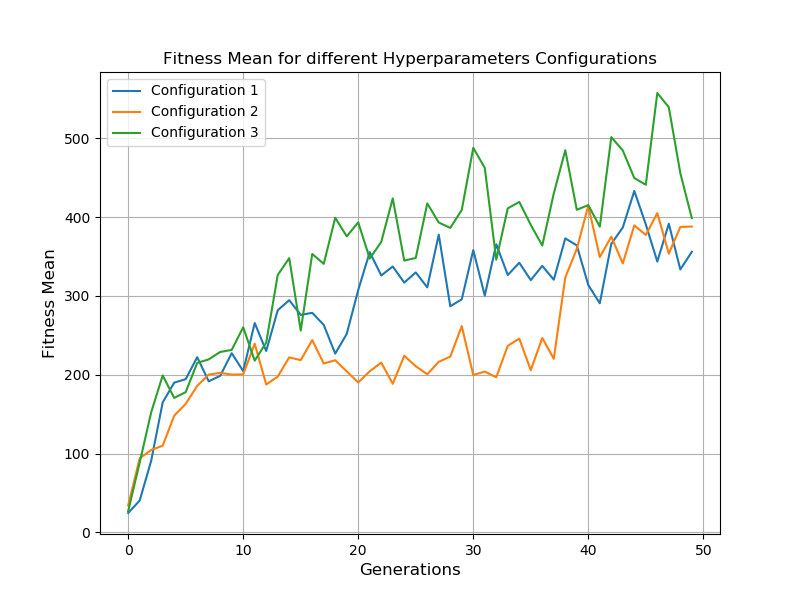 Fitness Mean for different Hyperparameters Configurations
Configuration 1
Configuration 2
Configuration 3
Fitness Mean
500
400
300
200
100
0
0 10 20 30 40 50
Generations